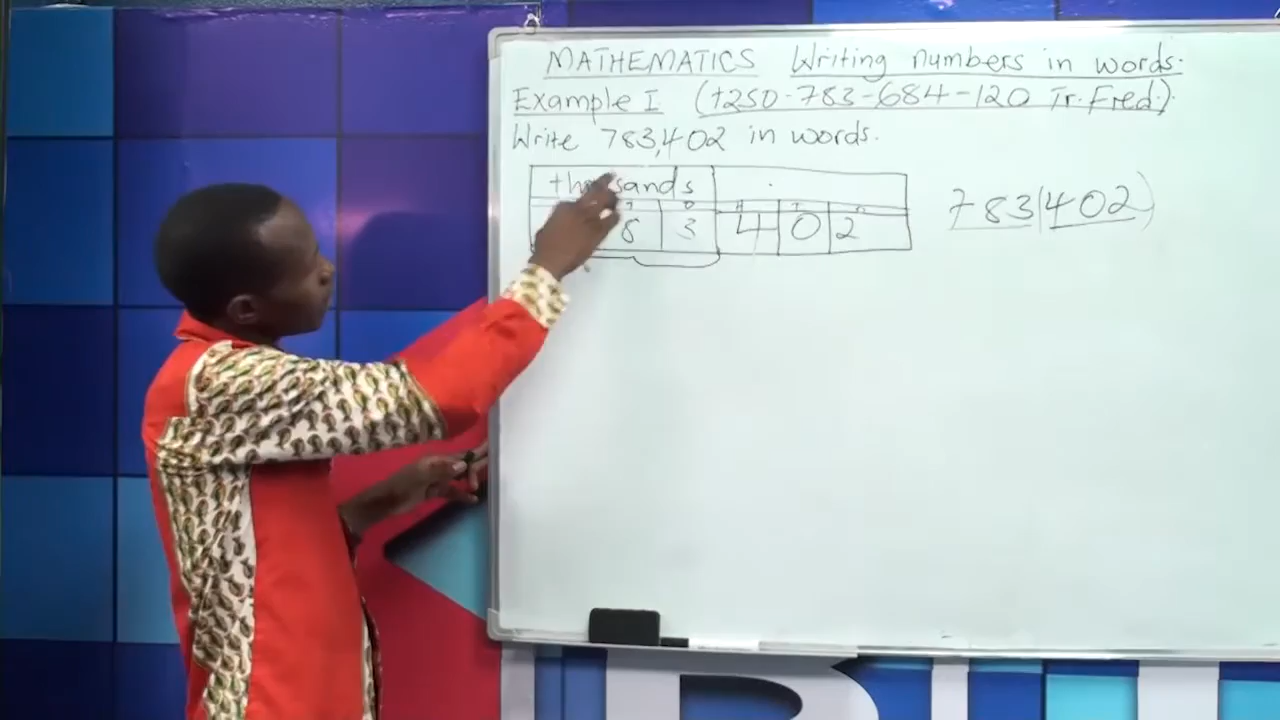 MATHEMATICS Writing numbers in words.
Example I (+250-783-684-120 Tr. Fred.).
Write 783,402 in words.
thousands
T O H T O
8 3 4 0 2
783 402